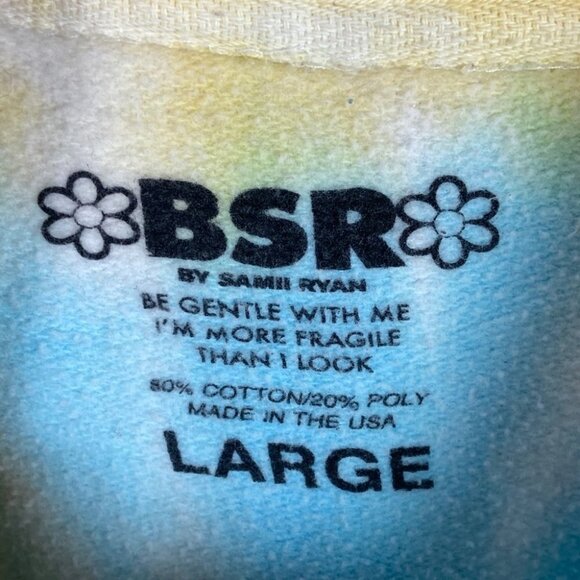 BSR
BY SAMII RYAN
BE GENTLE WITH ME
I'M MORE FRAGILE
THAN I LOOK
80% COTTON/20% POLY
MADE IN THE USA
LARGE